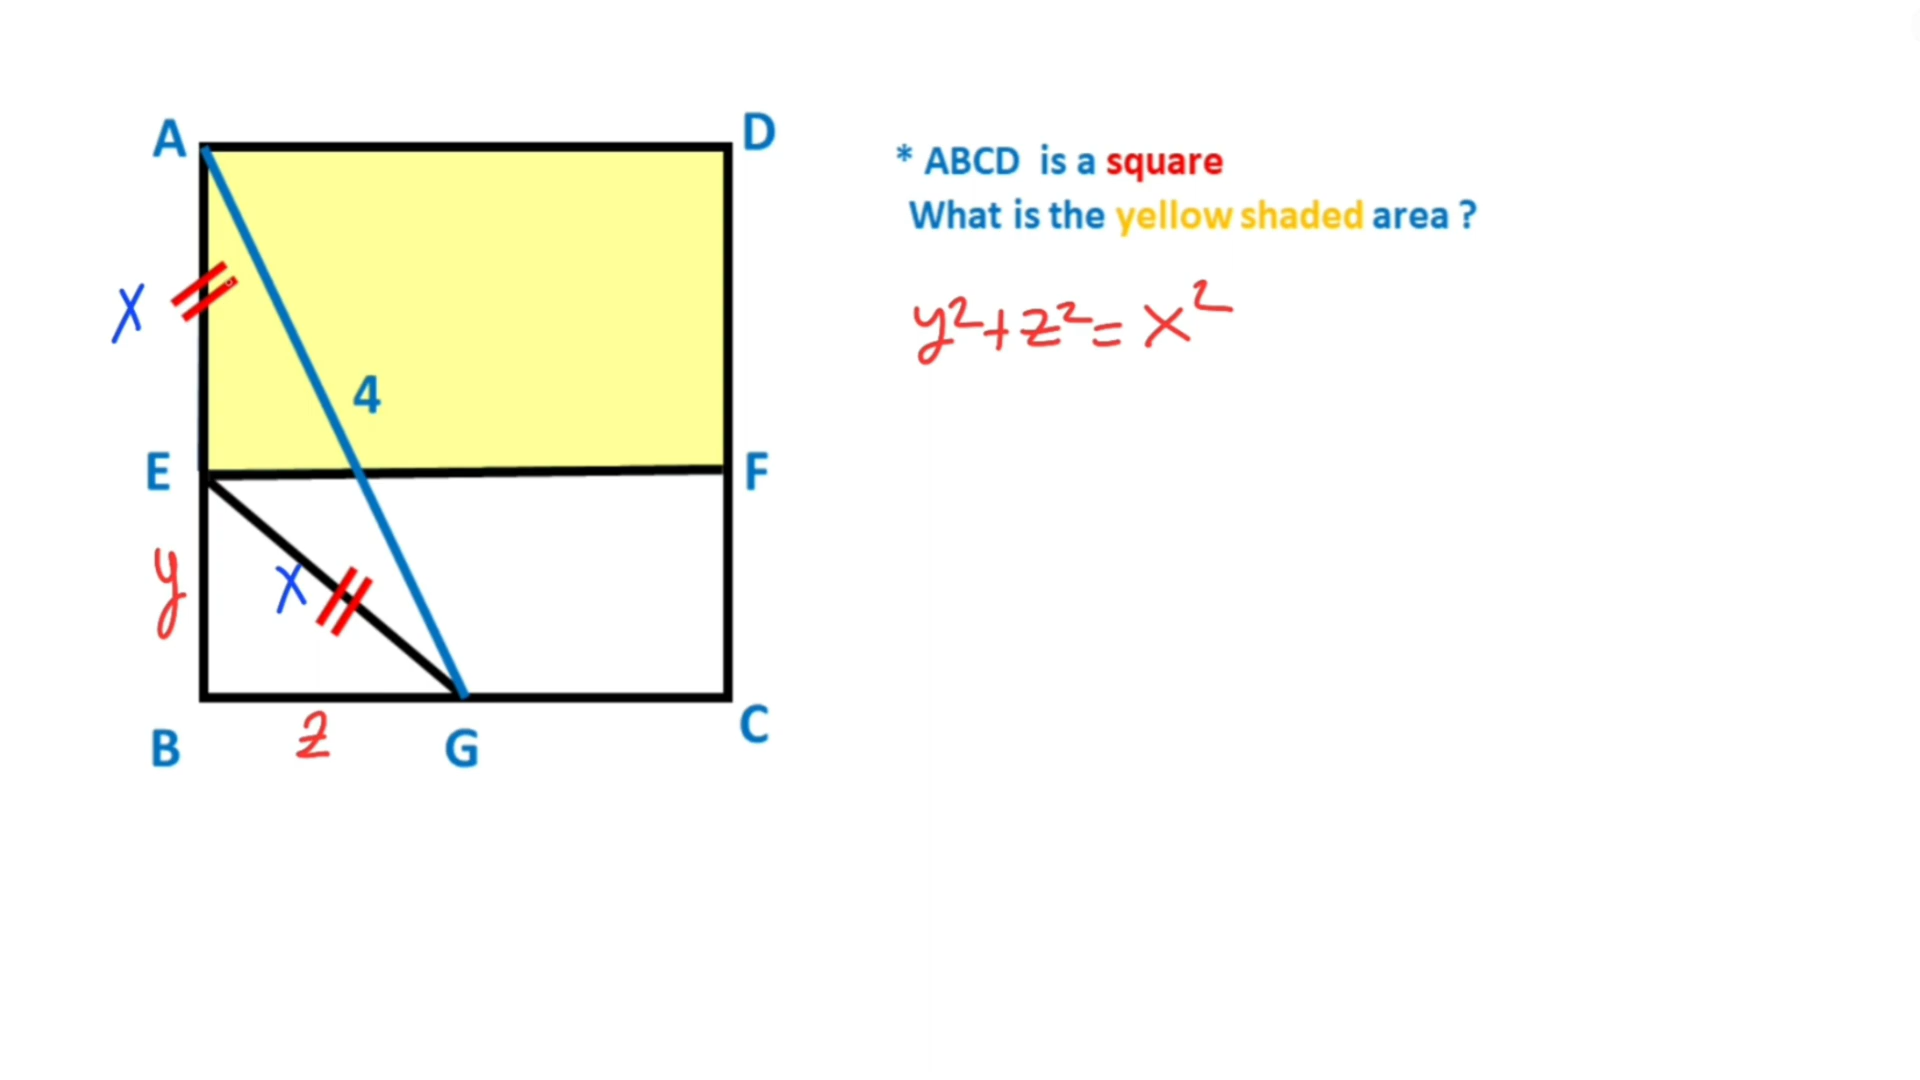 A
D
* ABCD is a square
What is the yellow shaded area ?
x
y²+z²=x²
4
E
F
y
x
B
z
G
C